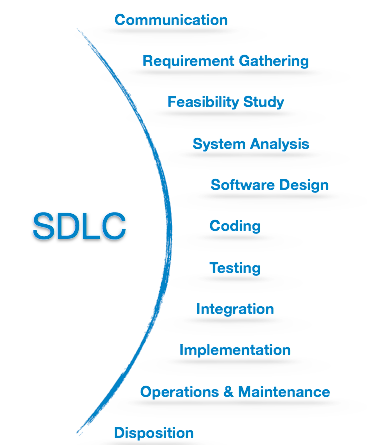 Communication
Requirement Gathering
Feasibility Study
System Analysis
Software Design
SDLC
Coding
Testing
Integration
Implementation
Operations & Maintenance
Disposition